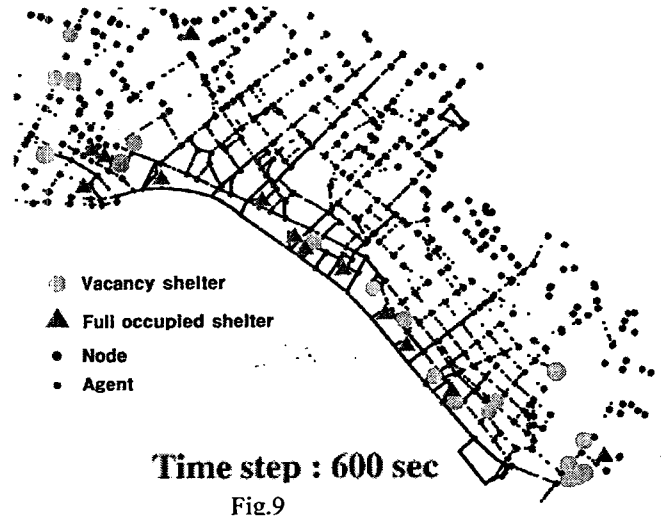 Vacancy shelter
Full occupied shelter
Node
Agent
Time step : 600 sec
Fig.9